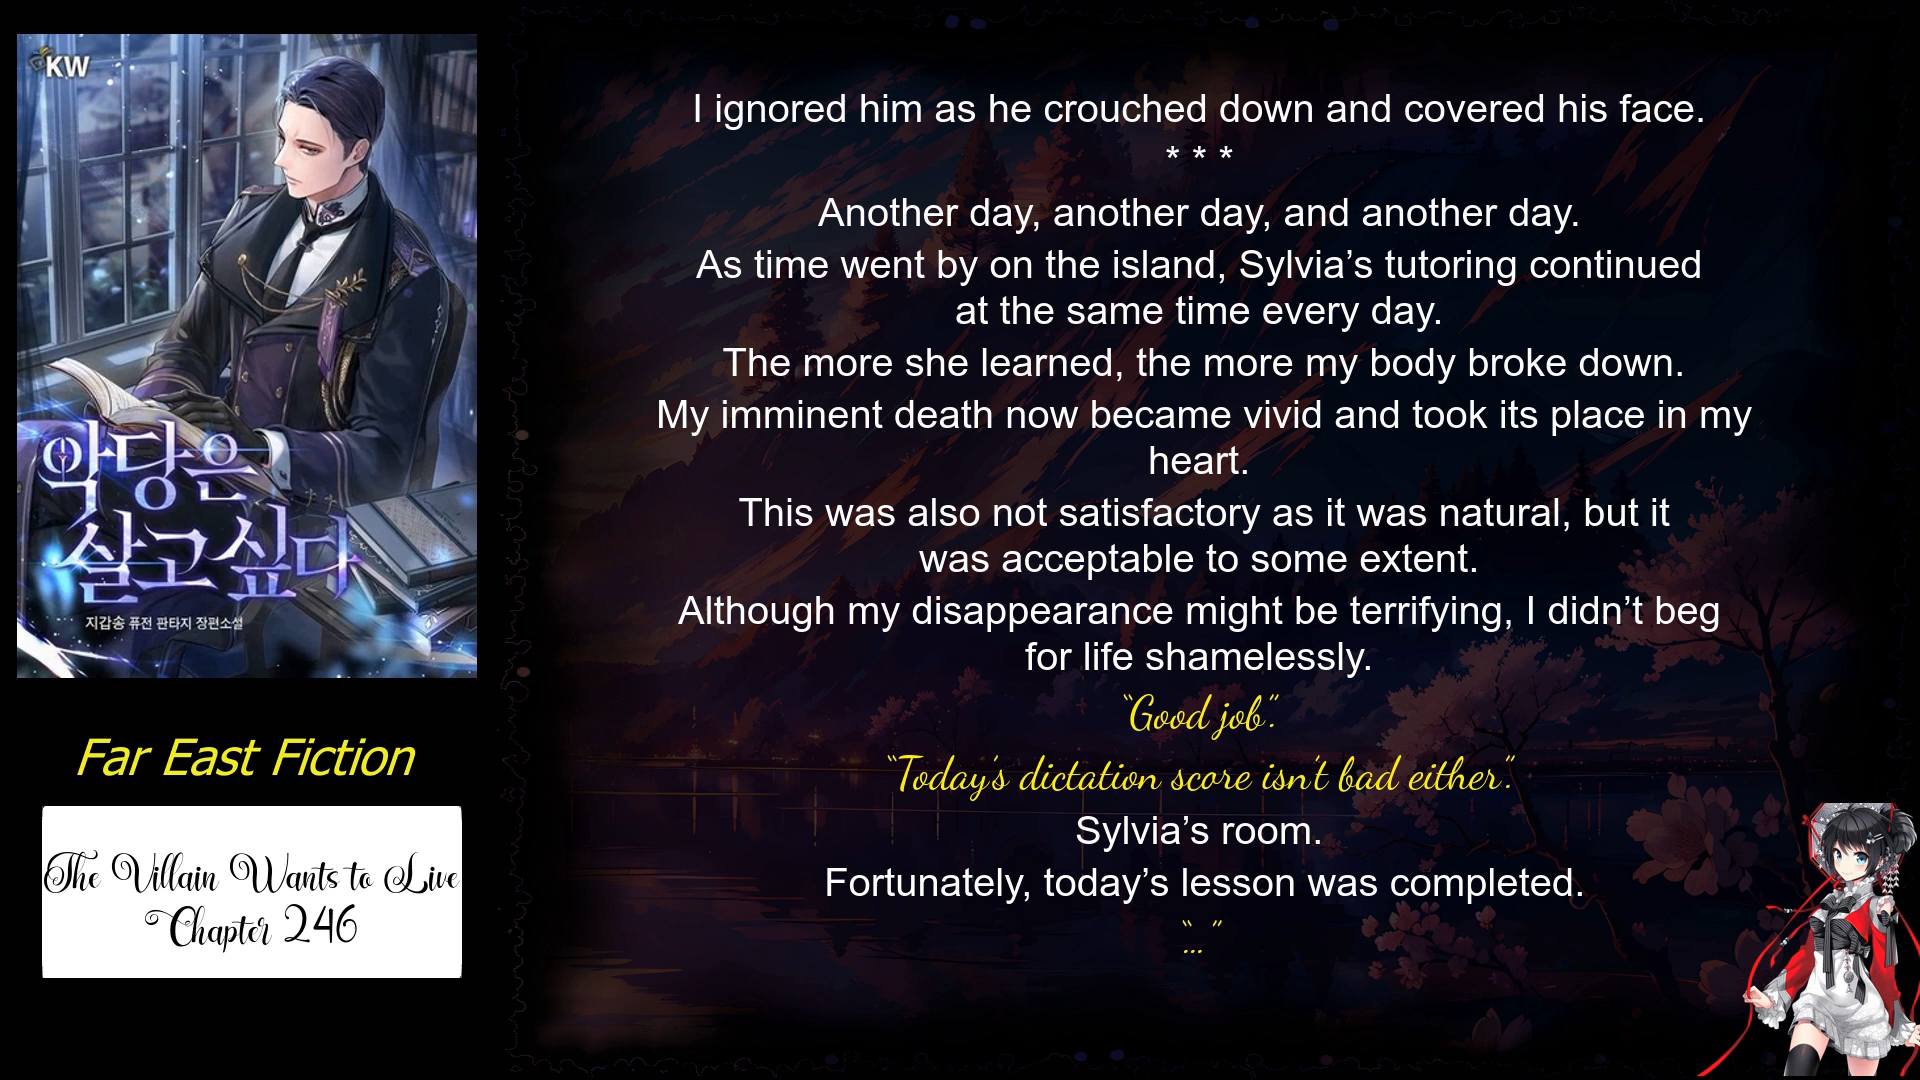 KW
악당은
살고싶다
지갑송 퓨전 판타지 장편소설
Far East Fiction
The Villain Wants to Live
Chapter 246
I ignored him as he crouched down and covered his face.
* * *
Another day, another day, and another day.
As time went by on the island, Sylvia’s tutoring continued
at the same time every day.
The more she learned, the more my body broke down.
My imminent death now became vivid and took its place in my
heart.
This was also not satisfactory as it was natural, but it
was acceptable to some extent.
Although my disappearance might be terrifying, I didn’t beg
for life shamelessly.
“Good job”.
“Today’s dictation score isn’t bad either”.
Sylvia’s room.
Fortunately, today’s lesson was completed.
“… ”